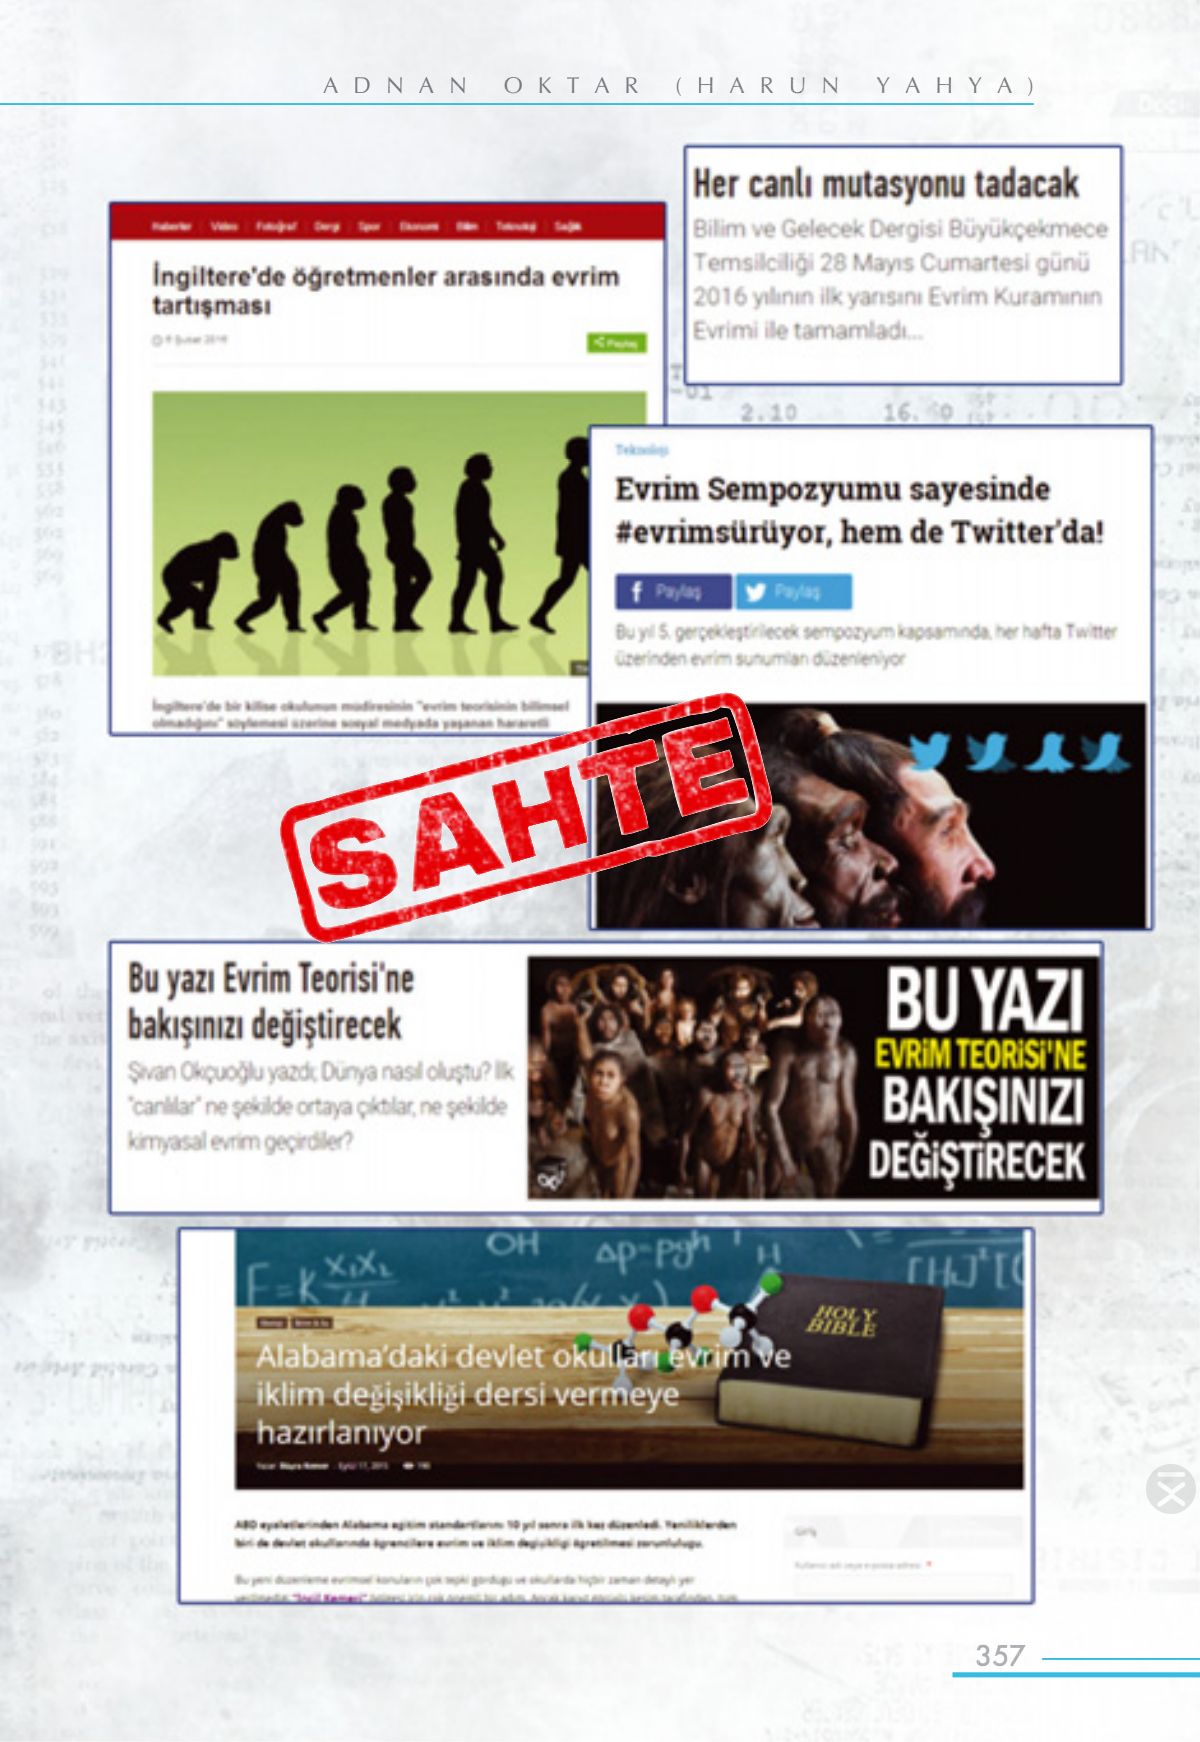 ADNAN OKTAR (HARUN YAHYA)
Haberler Video Fotoğraf Dergi Spor Ekonomi Bilim Teknoloji Sağlık
İngiltere'de öğretmenler arasında evrim
tartışması
Paylaş
İngiltere'de bir kilise okulunun müdiresinin "evrim teorisinin bilimsel
olmadığını" söylemesi üzerine sosyal medyada yaşanan hararetli
Her canlı mutasyonu tadacak
Bilim ve Gelecek Dergisi Büyükçekmece
Temsilciliği 28 Mayıs Cumartesi günü
2016 yılının ilk yarısını Evrim Kuramının
Evrimi ile tamamladı...
2.10
Teknoloji
Evrim Sempozyumu sayesinde
#evrimsürüyor, hem de Twitter'da!
Paylaş Paylaş
Bu yıl 5. gerçekleştirilecek sempozyum kapsamında, her hafta Twitter
üzerinden evrim sunumları düzenleniyor
SAHTE
Bu yazı Evrim Teorisi'ne
bakışınızı değiştirecek
Şivan Okçuoğlu yazdı; Dünya nasıl oluştu? İlk
"canlılar" ne şekilde ortaya çıktılar, ne şekilde
kimyasal evrim geçirdiler?
BU YAZI
EVRİM TEORİSİ'NE
BAKIŞINIZI
DEĞİŞTİRECEK
OH Δp=pgh H
HOLY
BIBLE
Alabama'daki devlet okulları evrim ve
iklim değişikliği dersi vermeye
hazırlanıyor
ABD eyaletlerinden Alabama eğitim standartlarını 10 yıl sonra ilk kez düzenledi. Yeniliklerden
biri de devlet okullarında öğrencilere evrim ve iklim değişikliği öğretilmesi zorunluluğu.
Bu yeni düzenleme evrimsel konuların çok tepki gördüğü ve okullarda hiçbir zaman detaylı yer
Giriş
357